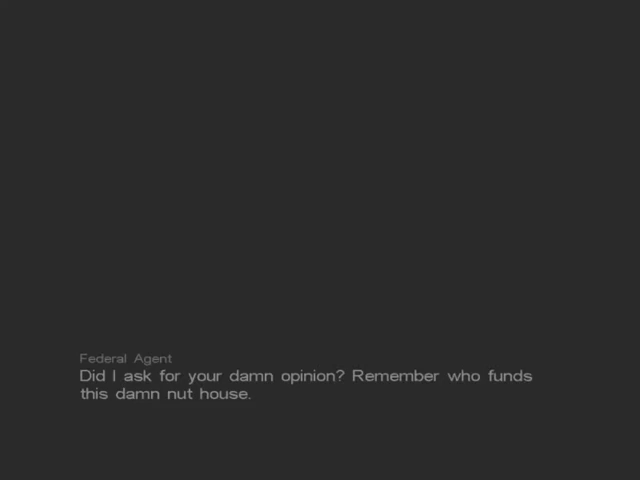 Federal Agent
Did I ask for your damn opinion? Remember who funds
this damn nut house.